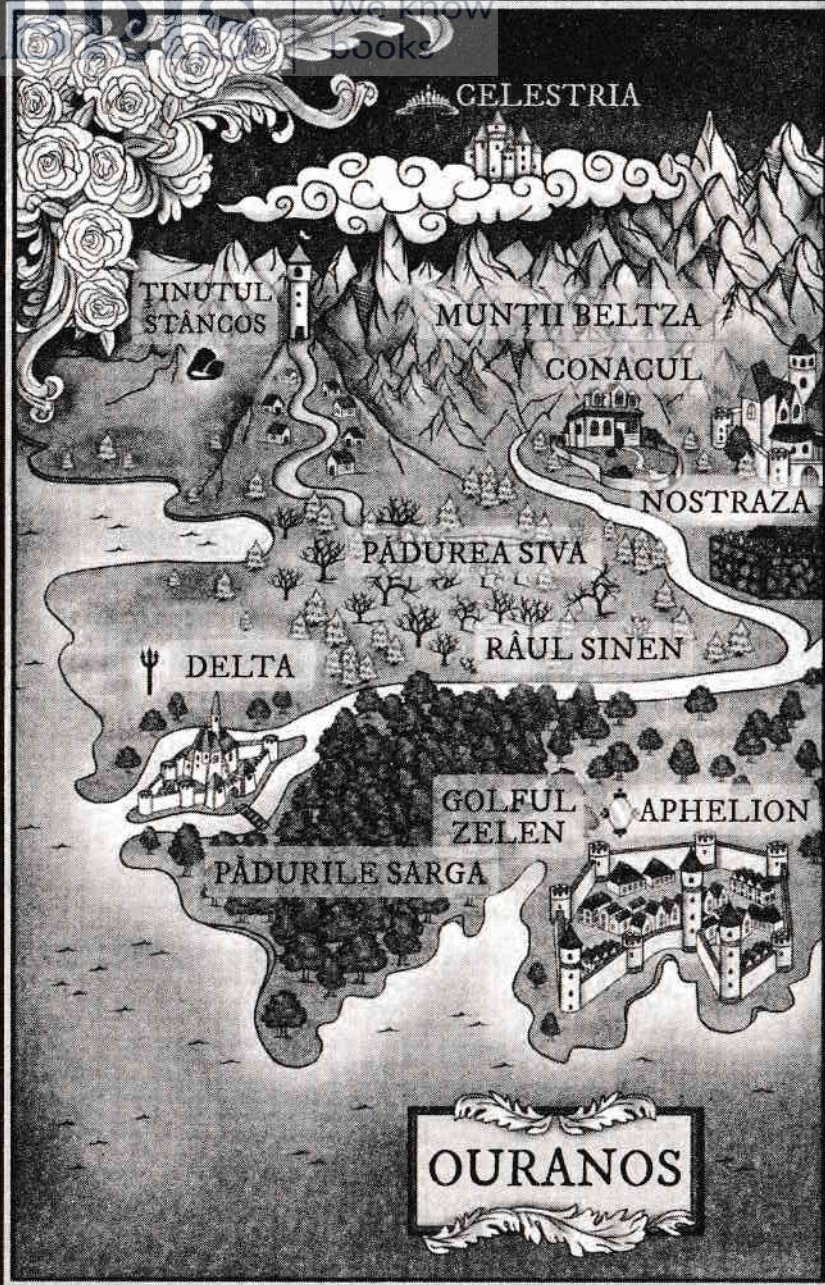 We know
books
CELESTRIA
ȚINUTUL
STÂNCOS
MUNȚII BELTZA
CONACUL
NOSTRAZA
PĂDUREA SIVA
RÂUL SINEN
DELTA
GOLFUL
ZELEN
APHELION
PĂDURILE SARGA
OURANOS